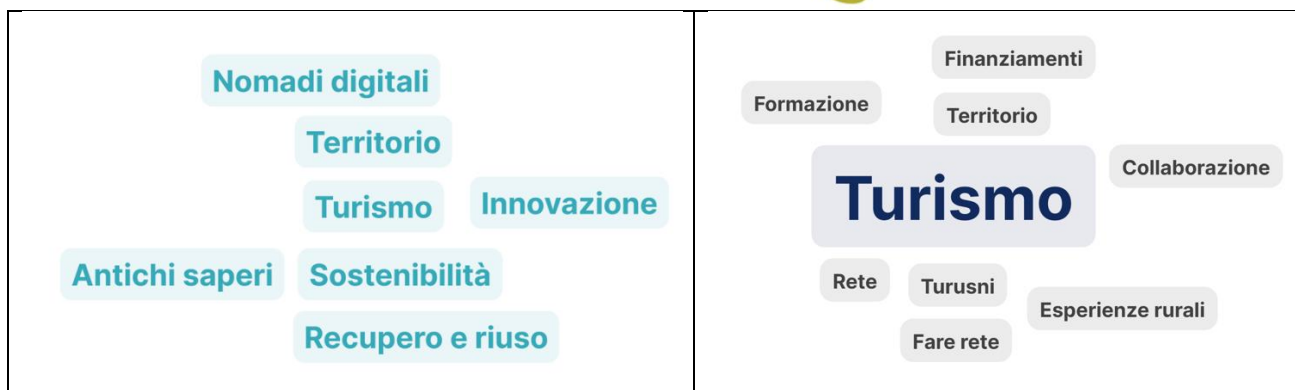 Nomadi digitali
Territorio
Turismo
Innovazione
Antichi saperi
Sostenibilità
Recupero e riuso
Finanziamenti
Formazione
Territorio
Collaborazione
Turismo
Rete
Turusni
Esperienze rurali
Fare rete